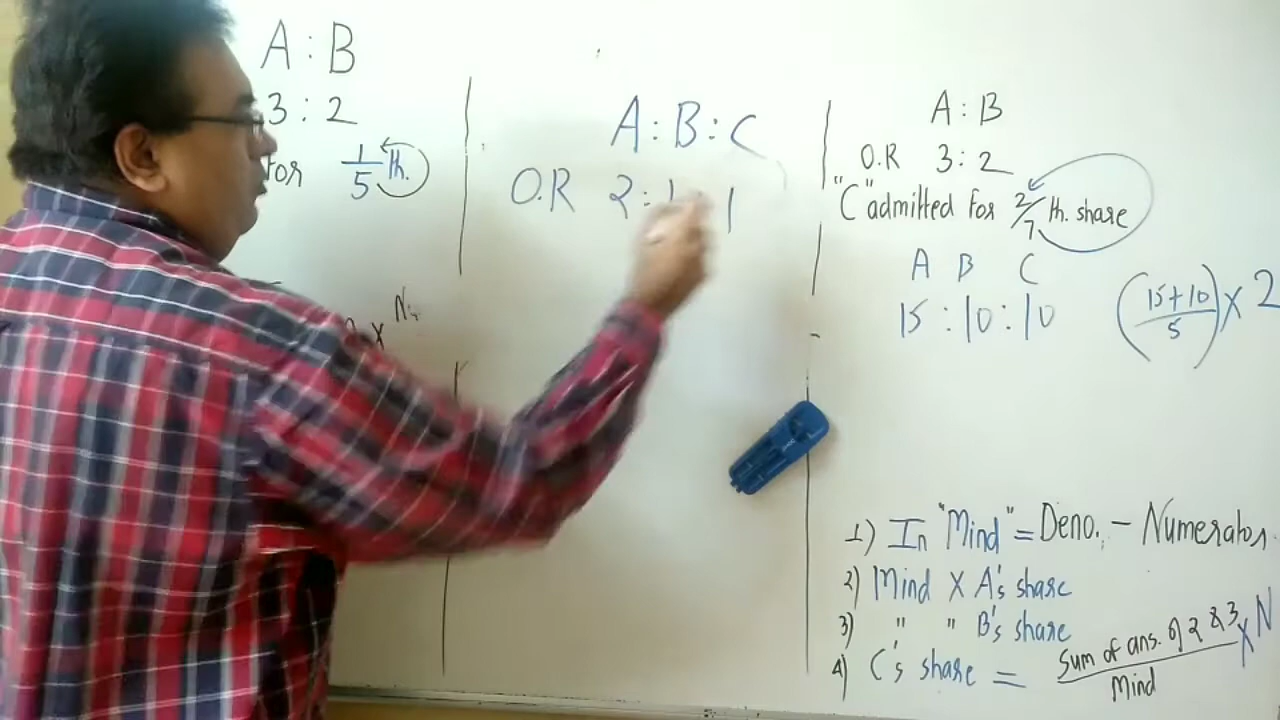 A : B
3 : 2
for 1/5 th.
A : B : C
O.R 2 : 1 : 1
A : B
O.R 3 : 2
"C" admitted for 2/7 th. share
A B C
15 : 10 : 10
(15+10/5) x 2
1) In "Mind" = Deno. - Numerator.
2) Mind X A's share
3) " " B's share
4) C's share = Sum of ans. of 2 & 3 / Mind x N